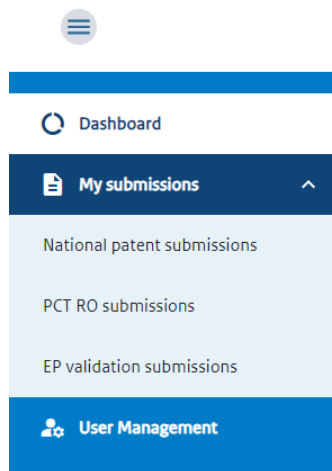 Dashboard
My submissions
National patent submissions
PCT RO submissions
EP validation submissions
User Management